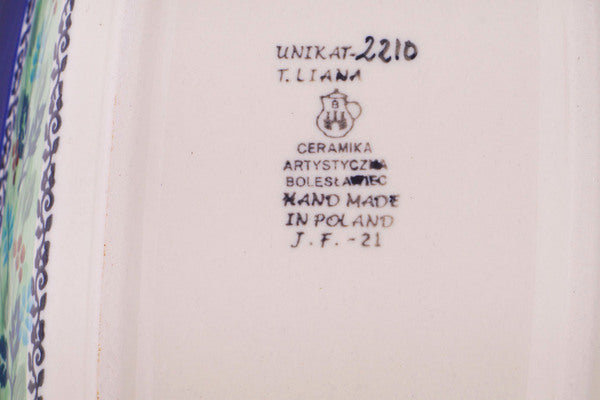 UNIKAT-2210
T. LIANA
CERAMIKA
ARTYSTYCZNA
BOLESŁAWIEC
HAND MADE
IN POLAND
J. F. -21